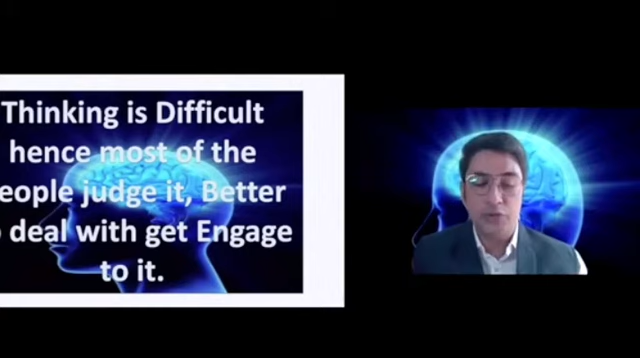 Thinking is Difficult
hence most of the
eople judge it, Better
o deal with get Engage
to it.